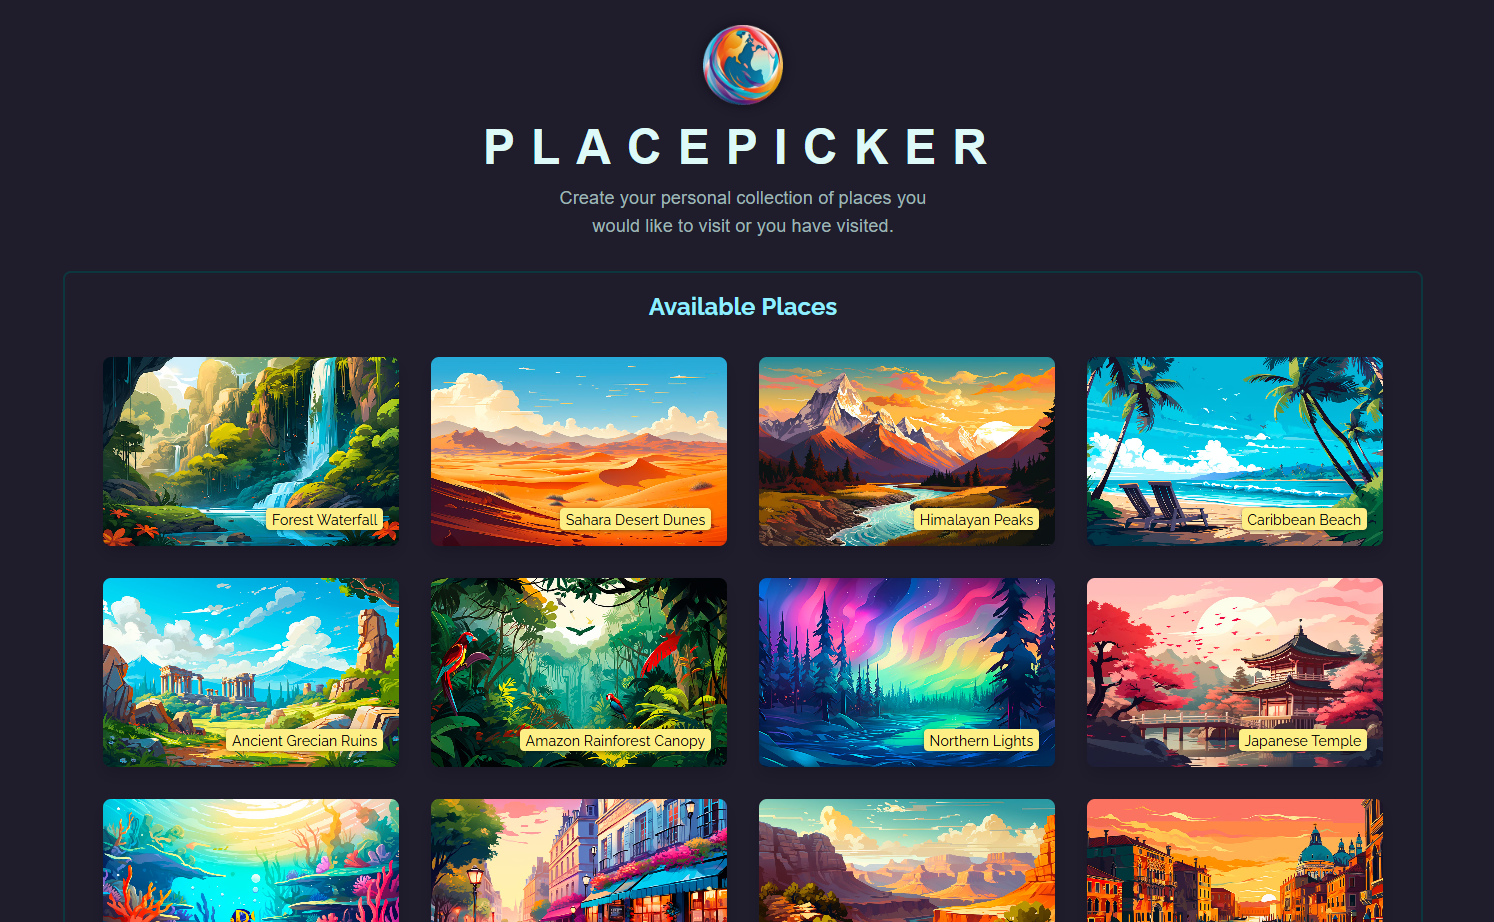 PLACEPICKER
Create your personal collection of places you
would like to visit or you have visited.
Available Places
Forest Waterfall
Sahara Desert Dunes
Himalayan Peaks
Caribbean Beach
Ancient Grecian Ruins
Amazon Rainforest Canopy
Northern Lights
Japanese Temple